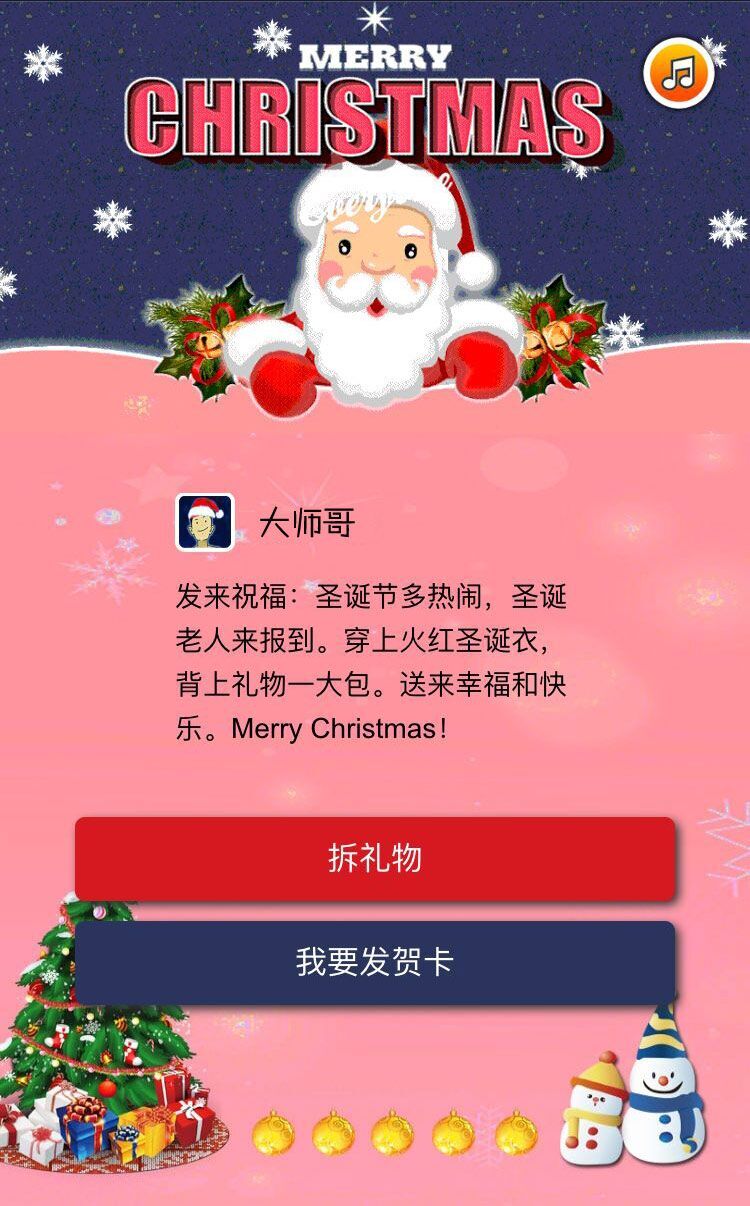 MERRY
CHRISTMAS
大师哥
发来祝福：圣诞节多热闹，圣诞
老人来报到。穿上火红圣诞衣，
背上礼物一大包。送来幸福和快
乐。Merry Christmas！
拆礼物
我要发贺卡